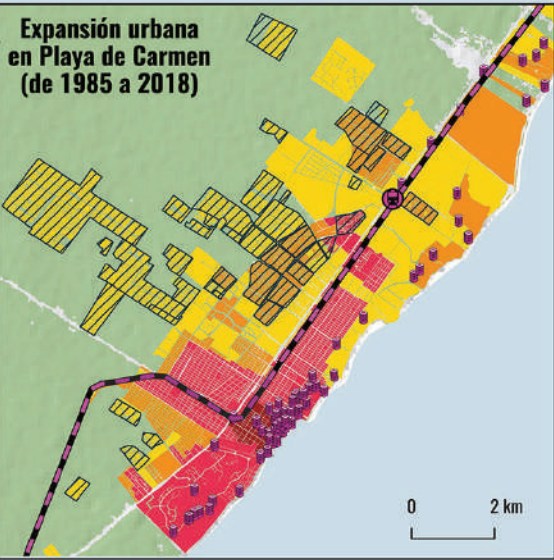 Expansión urbana
en Playa de Carmen
(de 1985 a 2018)
0 2 km